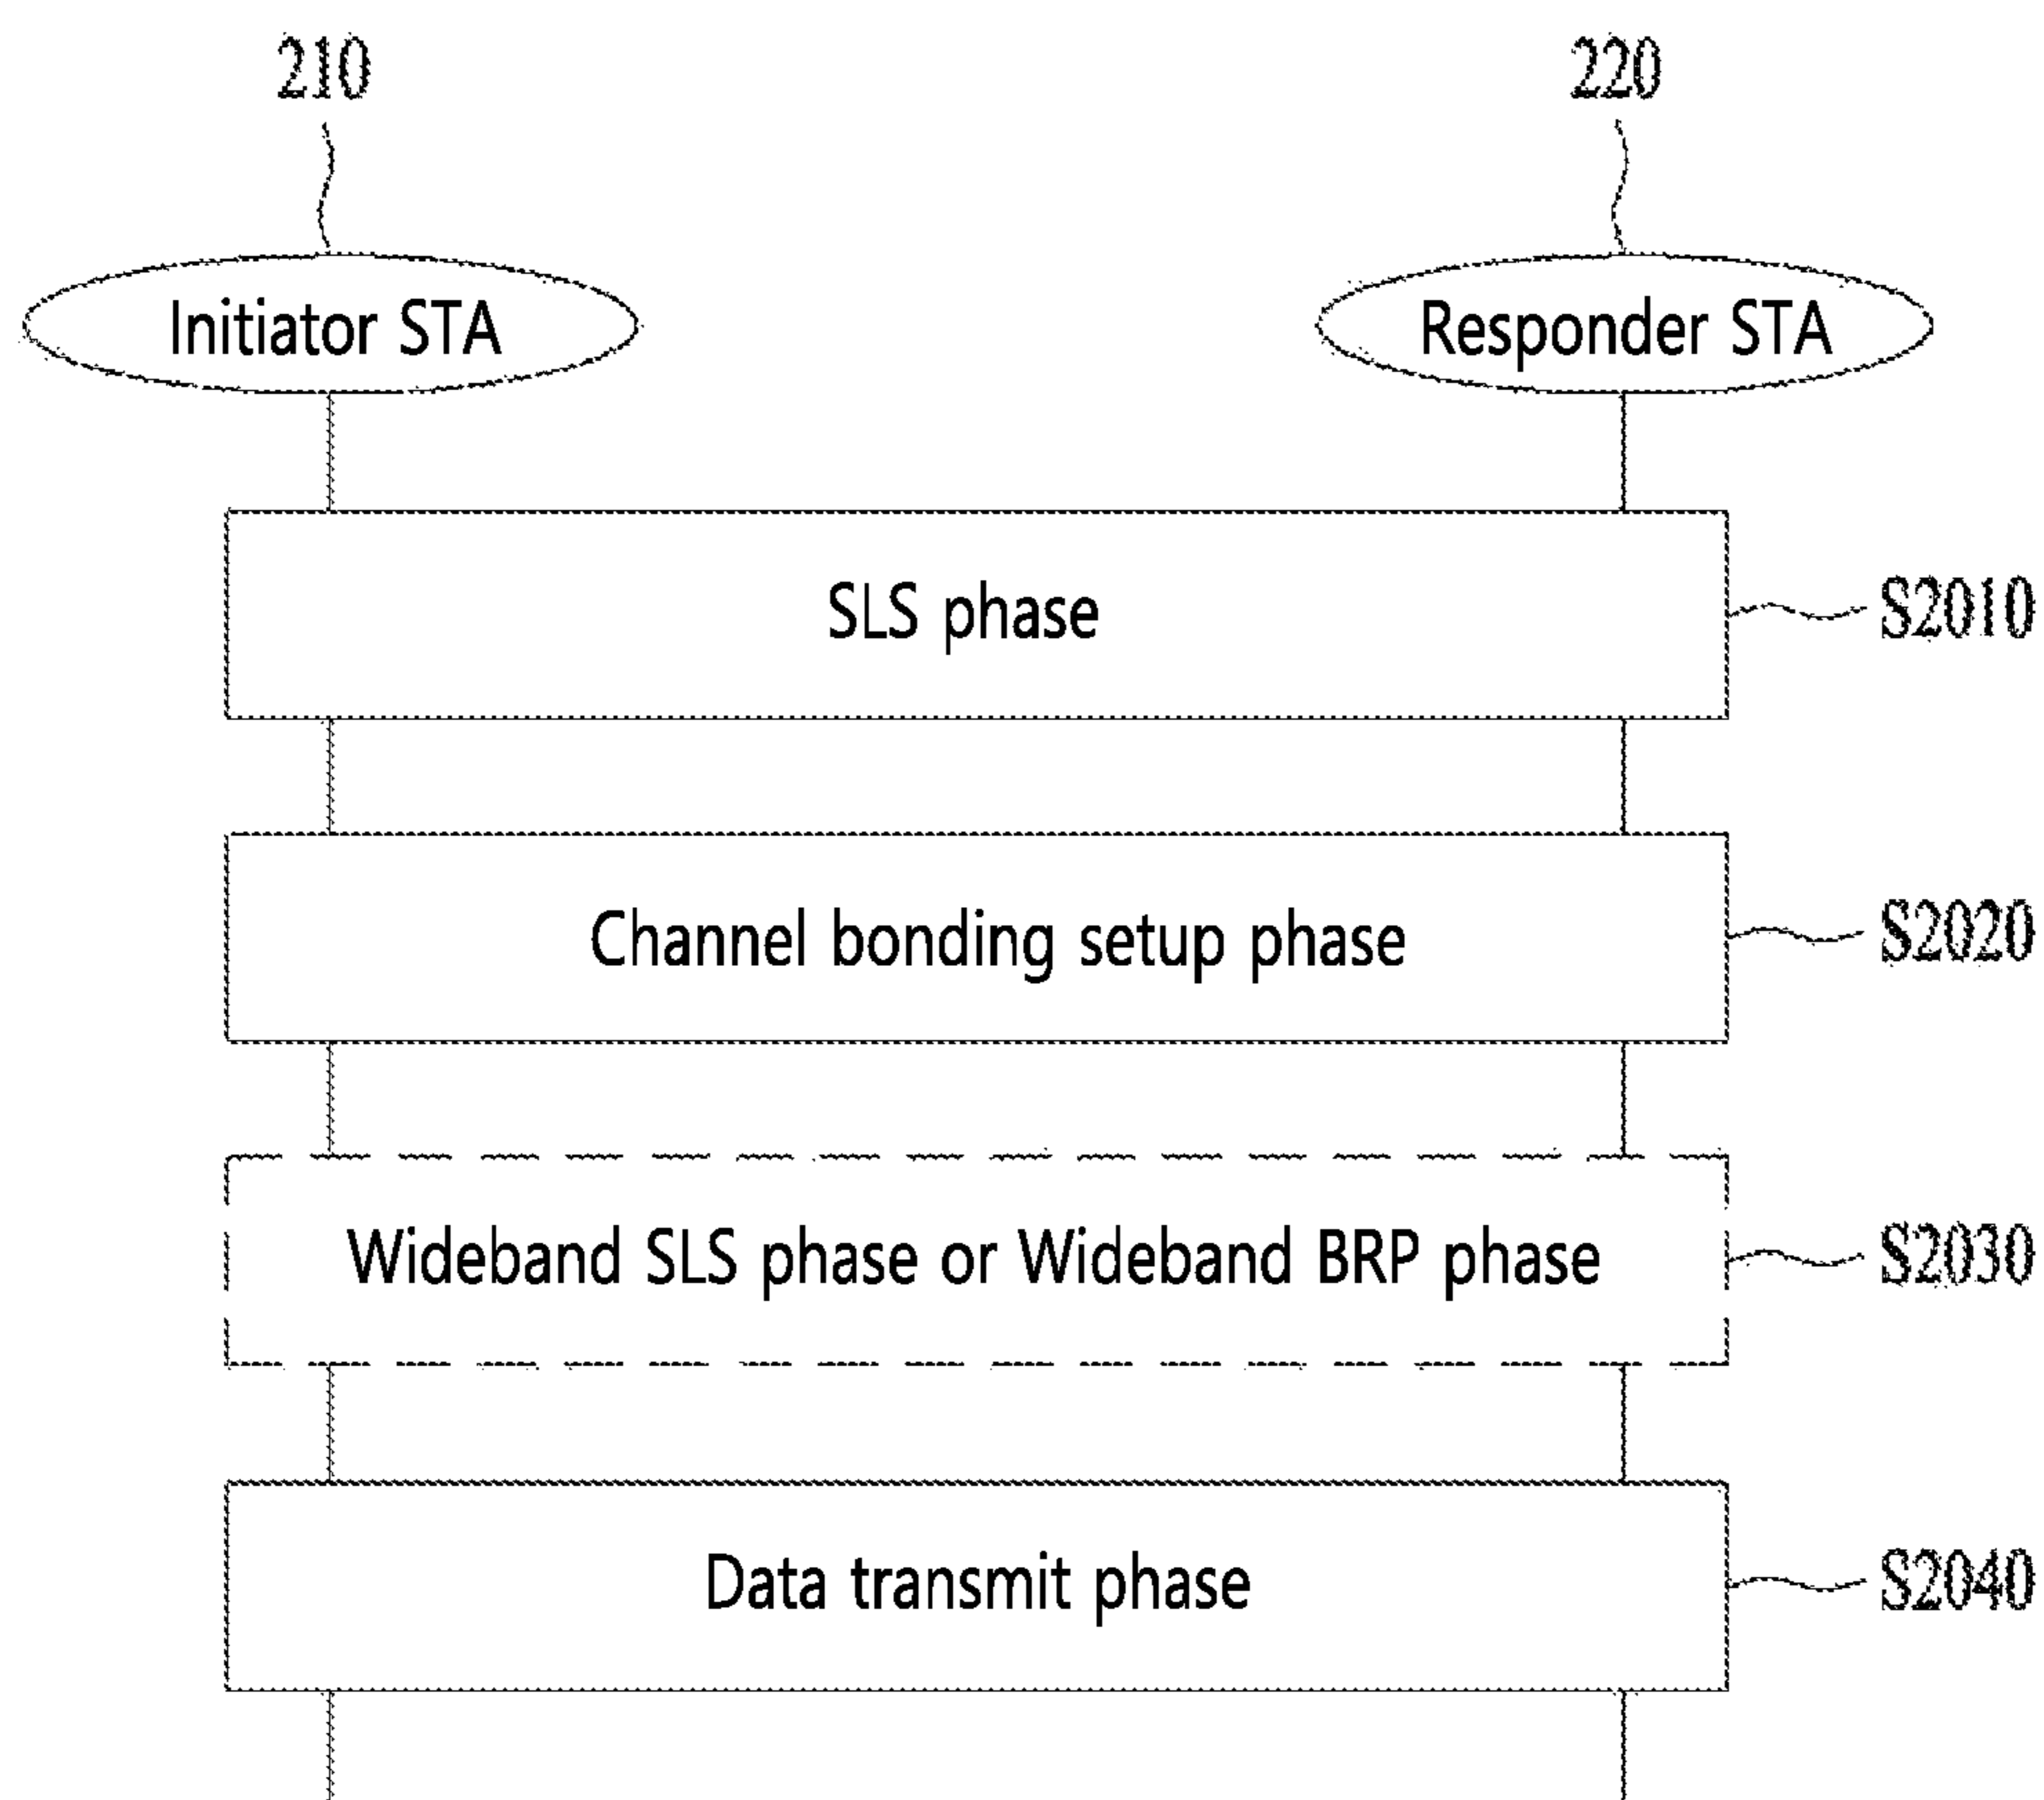 210
220
Initiator STA
Responder STA
SLS phase
S2010
Channel bonding setup phase
S2020
Wideband SLS phase or Wideband BRP phase
S2030
Data transmit phase
S2040